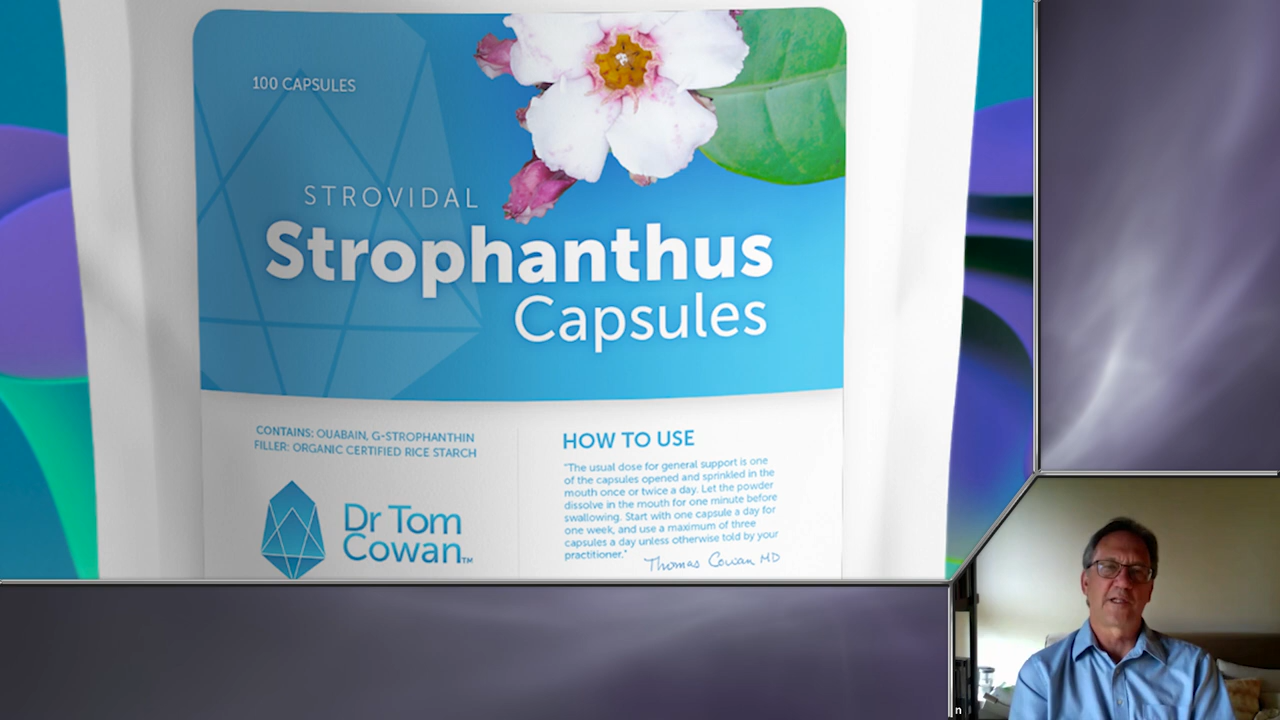 100 CAPSULES
STROVIDAL
Strophanthus
Capsules
CONTAINS: OUABAIN, G-STROPHANTHIN
FILLER: ORGANIC CERTIFIED RICE STARCH
Dr Tom
Cowan™
HOW TO USE
"The usual dose for general support is one
of the capsules opened and sprinkled in the
mouth once or twice a day. Let the powder
dissolve in the mouth for one minute before
swallowing. Start with one capsule a day for
one week, and use a maximum of three
capsules a day unless otherwise told by your
practitioner."
Thomas Cowan MD
n